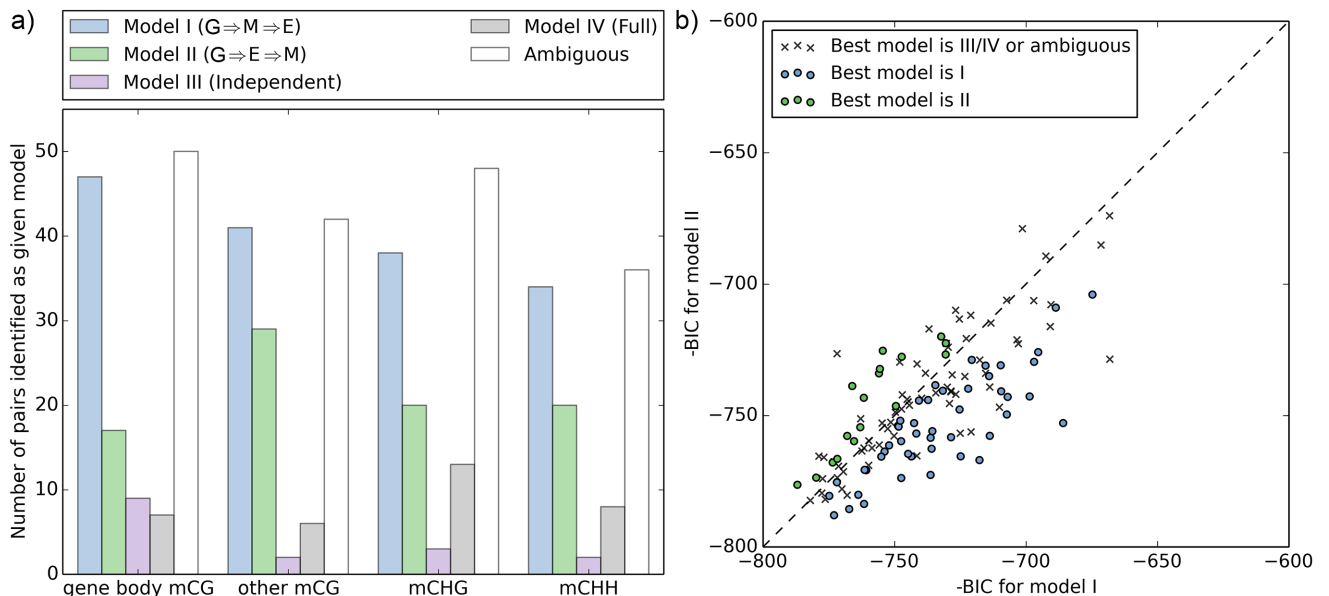 a)
Model I (G⇒M⇒E)
Model II (G⇒E⇒M)
Model III (Independent)
Model IV (Full)
Ambiguous
Number of pairs identified as given model
50
40
30
20
10
0
gene body mCG other mCG mCHG mCHH
b)
Best model is III/IV or ambiguous
Best model is I
Best model is II
-BIC for model II
−600
−650
−700
−750
−800
−800 −750 −700 −650 −600
-BIC for model I